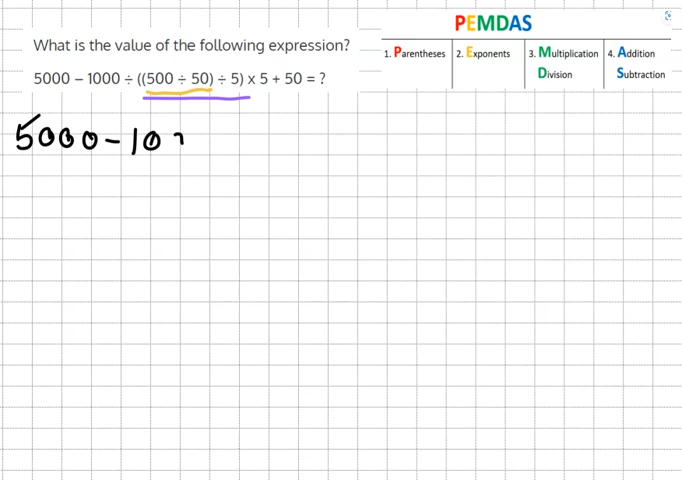 PEMDAS
What is the value of the following expression?
1. Parentheses 2. Exponents 3. Multiplication 4. Addition
Division Subtraction
5000 – 1000 ÷ ((500 ÷ 50) ÷ 5) x 5 + 50 = ?
5000 - 10